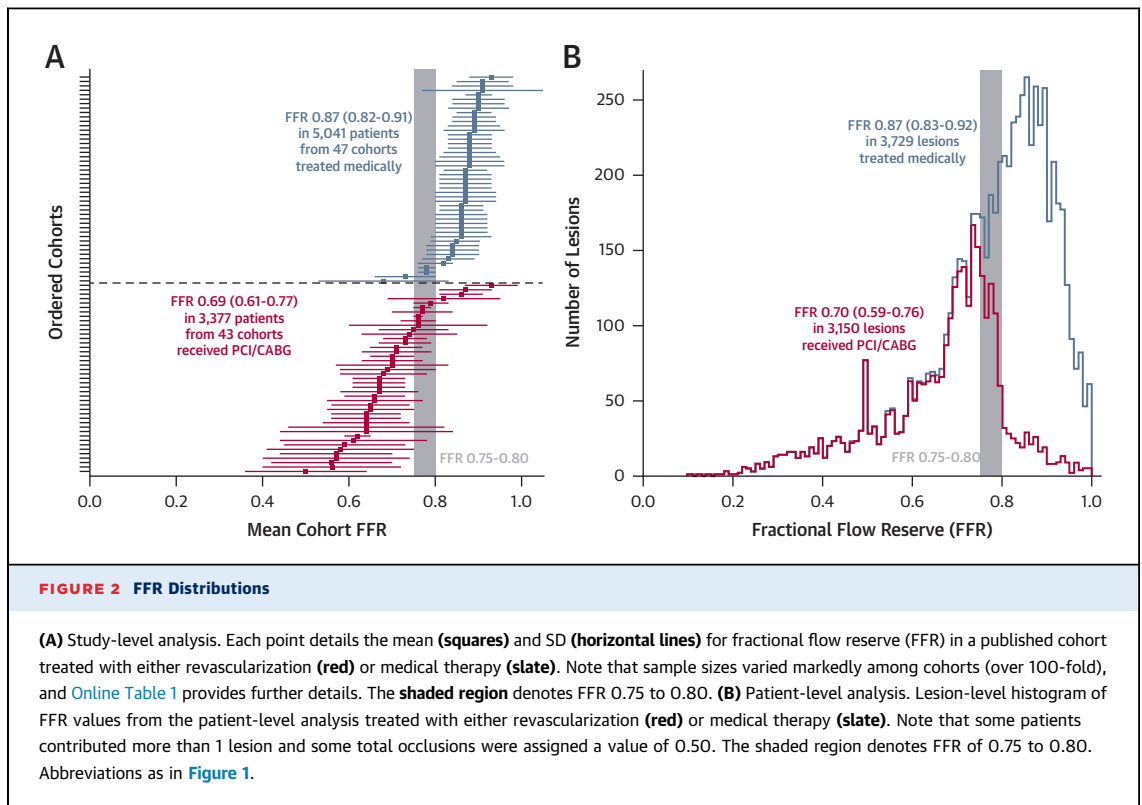 A
FFR 0.87 (0.82-0.91)
in 5,041 patients
from 47 cohorts
treated medically
Ordered Cohorts
FFR 0.69 (0.61-0.77)
in 3,377 patients
from 43 cohorts
received PCI/CABG
FFR 0.75-0.80
0.0
0.2
0.4
0.6
0.8
1.0
Mean Cohort FFR
B
250
200
150
100
50
0
Number of Lesions
FFR 0.87 (0.83-0.92)
in 3,729 lesions
treated medically
FFR 0.70 (0.59-0.76)
in 3,150 lesions
received PCI/CABG
FFR 0.75-0.80
0.0
0.2
0.4
0.6
0.8
1.0
Fractional Flow Reserve (FFR)
FIGURE 2 FFR Distributions
(A) Study-level analysis. Each point details the mean (squares) and SD (horizontal lines) for fractional flow reserve (FFR) in a published cohort
treated with either revascularization (red) or medical therapy (slate). Note that sample sizes varied markedly among cohorts (over 100-fold),
and Online Table 1 provides further details. The shaded region denotes FFR 0.75 to 0.80. (B) Patient-level analysis. Lesion-level histogram of
FFR values from the patient-level analysis treated with either revascularization (red) or medical therapy (slate). Note that some patients
contributed more than 1 lesion and some total occlusions were assigned a value of 0.50. The shaded region denotes FFR of 0.75 to 0.80.
Abbreviations as in Figure 1.